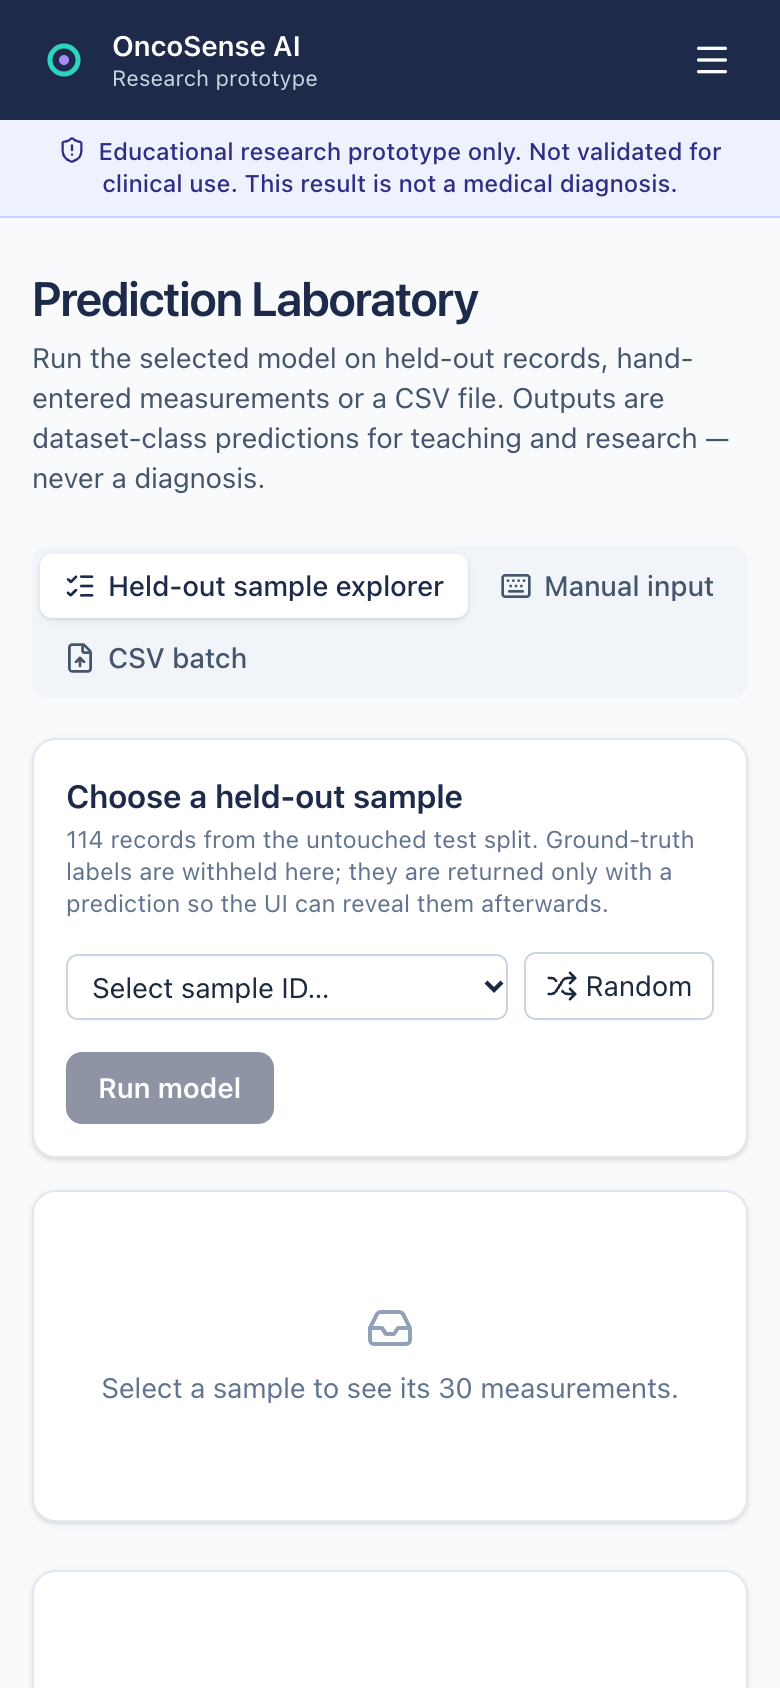 OncoSense AI
Research prototype
Educational research prototype only. Not validated for
clinical use. This result is not a medical diagnosis.
Prediction Laboratory
Run the selected model on held-out records, hand-
entered measurements or a CSV file. Outputs are
dataset-class predictions for teaching and research —
never a diagnosis.
Held-out sample explorer
Manual input
CSV batch
Choose a held-out sample
114 records from the untouched test split. Ground-truth
labels are withheld here; they are returned only with a
prediction so the UI can reveal them afterwards.
Select sample ID...
Random
Run model
Select a sample to see its 30 measurements.